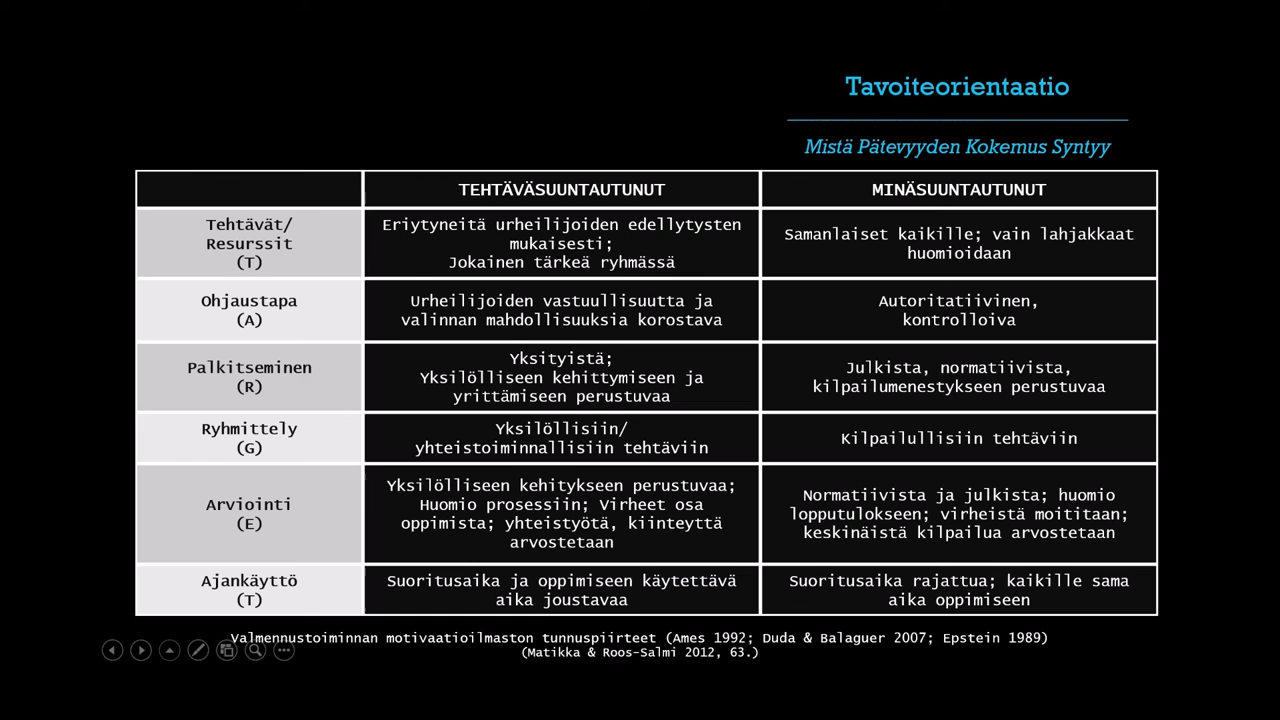 Tavoiteorientaatio
Mistä Pätevyyden Kokemus Syntyy
TEHTÄVÄSUUNTAUTUNUT
MINÄSUUNTAUTUNUT
Tehtävät/
Resurssit
(T)
Eriytyneitä urheilijoiden edellytysten
mukaisesti;
Jokainen tärkeä ryhmässä
Samanlaiset kaikille; vain lahjakkaat
huomioidaan
Ohjaustapa
(A)
Urheilijoiden vastuullisuutta ja
valinnan mahdollisuuksia korostava
Autoritatiivinen,
kontrolloiva
Palkitseminen
(R)
Yksityistä;
Yksilölliseen kehittymiseen ja
yrittämiseen perustuvaa
Julkista, normatiivista,
kilpailumenestykseen perustuvaa
Ryhmittely
(G)
Yksilöllisiin/
yhteistoiminnallisiin tehtäviin
Kilpailullisiin tehtäviin
Arviointi
(E)
Yksilölliseen kehitykseen perustuvaa;
Huomio prosessiin; Virheet osa
oppimista; yhteistyötä, kiinteyttä
arvostetaan
Normatiivista ja julkista; huomio
lopputulokseen; virheistä moititaan;
keskinäistä kilpailua arvostetaan
Ajankäyttö
(T)
Suoritusaika ja oppimiseen käytettävä
aika joustavaa
Suoritusaika rajattua; kaikille sama
aika oppimiseen
Valmennustoiminnan motivaatioilmaston tunnuspiirteet (Ames 1992; Duda & Balaguer 2007; Epstein 1989)
(Matikka & Roos-Salmi 2012, 63.)